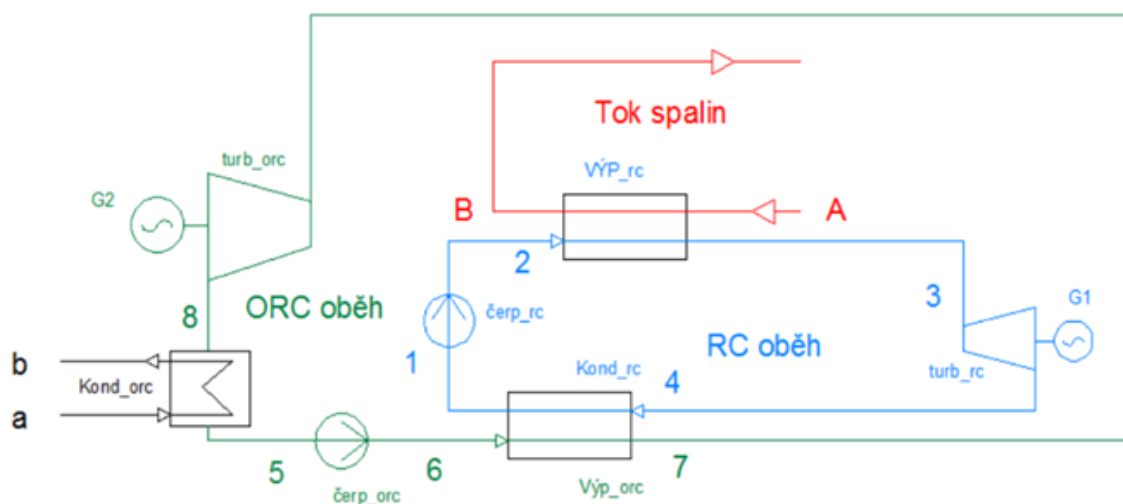 Tok spalin
turb_orc
VÝP_rc
G2
B
A
2
3
G1
8
ORC oběh
čerp_rc
b
Kond_orc
1
RC oběh
turb_rc
Kond_rc
4
a
5
6
7
čerp_orc
Výp_orc